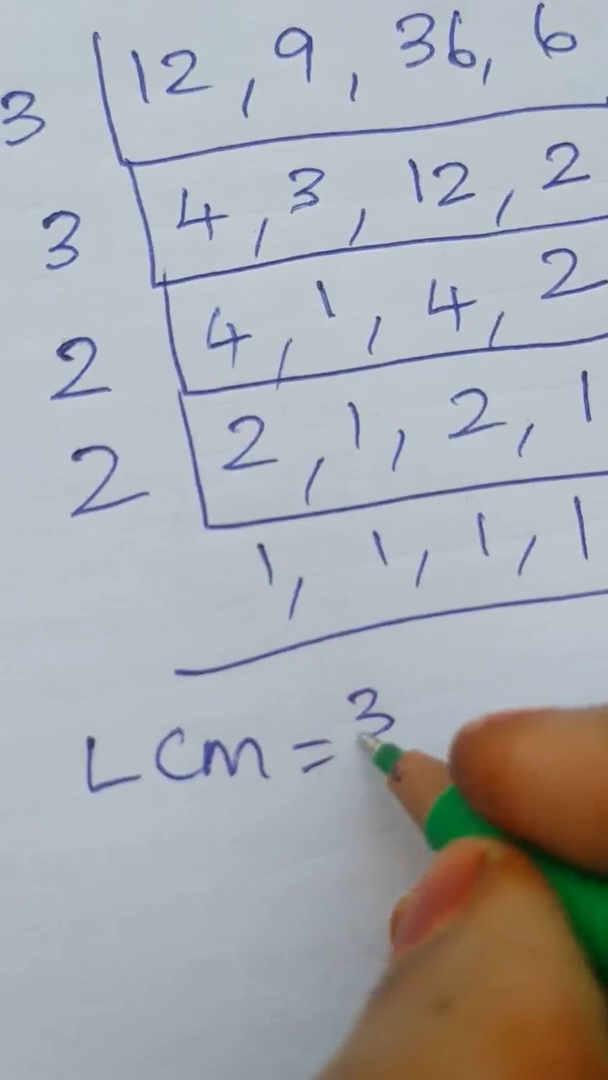 3 | 12, 9, 36, 6
3 | 4, 3, 12, 2
2 | 4, 1, 4, 2
2 | 2, 1, 2, 1
1, 1, 1, 1
LCM = 3